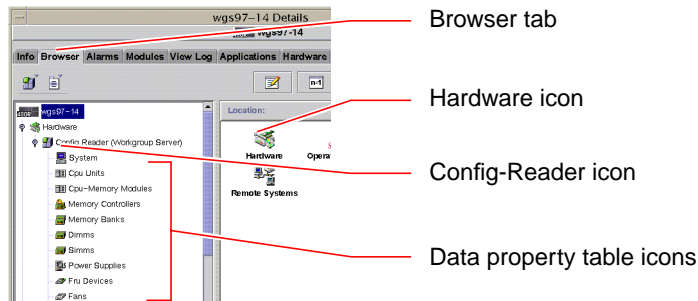 wgs97-14 Details
wgs97-14
Info Browser Alarms Modules View Log Applications Hardware
n-1
Location:
wgs97-14
Hardware
Config Reader (Workgroup Server)
System
Cpu Units
Cpu-Memory Modules
Memory Controllers
Memory Banks
Dimms
Simms
Power Supplies
Fru Devices
Fans
Hardware
Opera
Remote Systems
Browser tab
Hardware icon
Config-Reader icon
Data property table icons